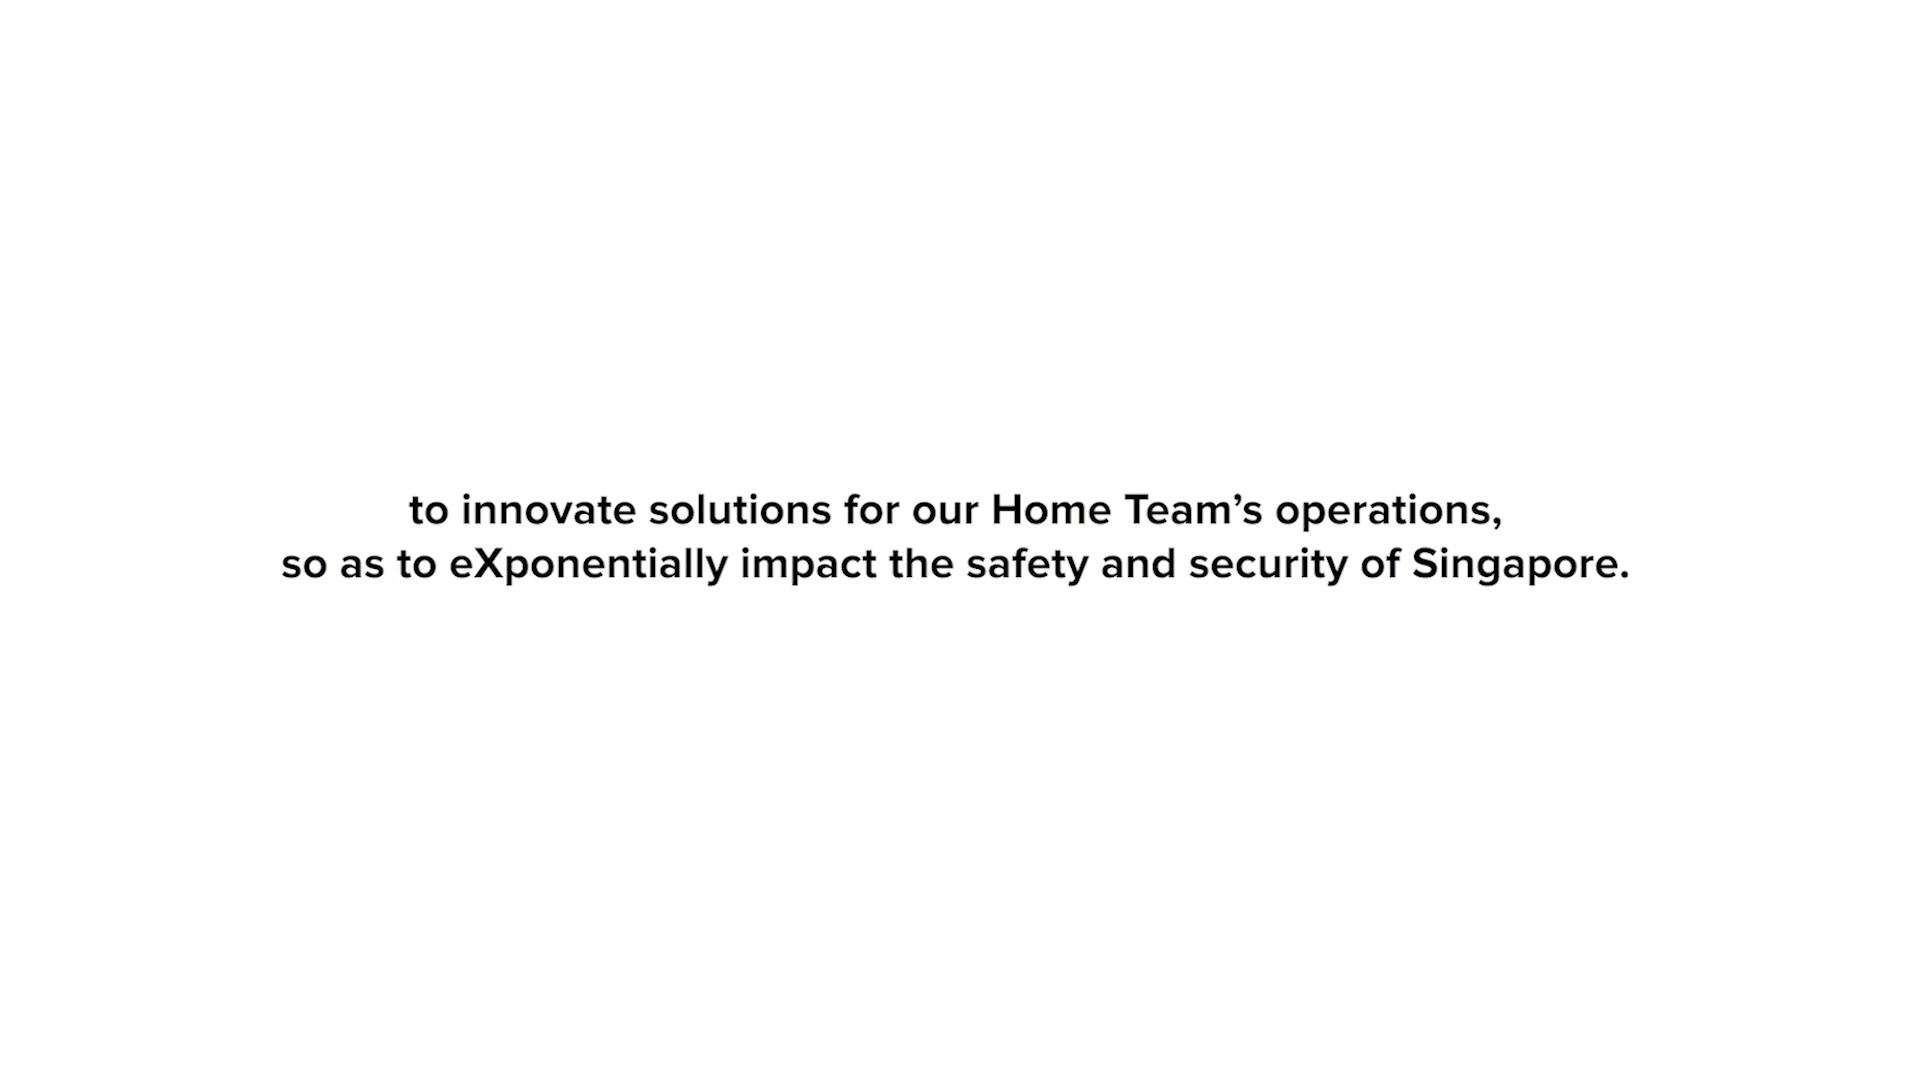 to innovate solutions for our Home Team’s operations,
so as to eXponentially impact the safety and security of Singapore.